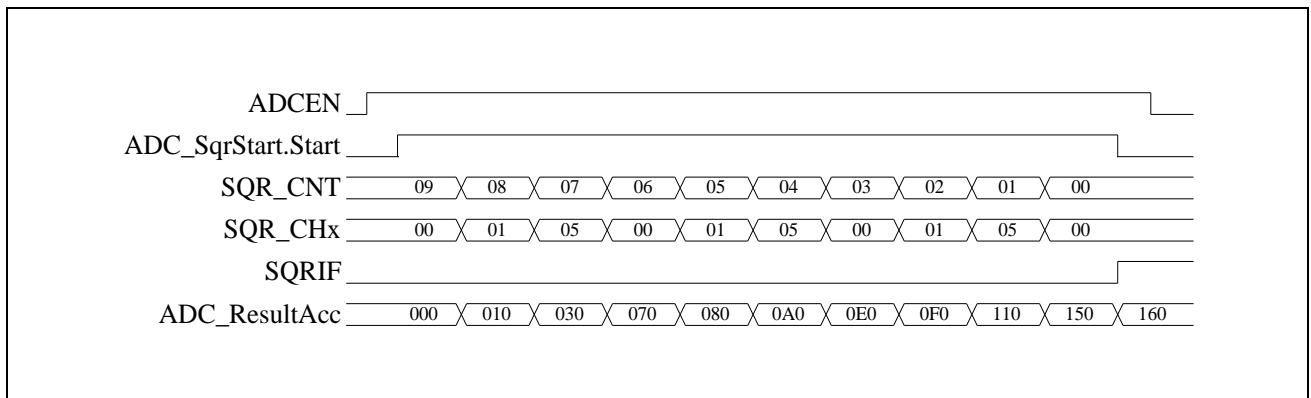 ADCEN
ADC_SqrStart.Start
SQR_CNT 09 08 07 06 05 04 03 02 01 00
SQR_CHx 00 01 05 00 01 05 00 01 05 00
SQRIF
ADC_ResultAcc 000 010 030 070 080 0A0 0E0 0F0 110 150 160